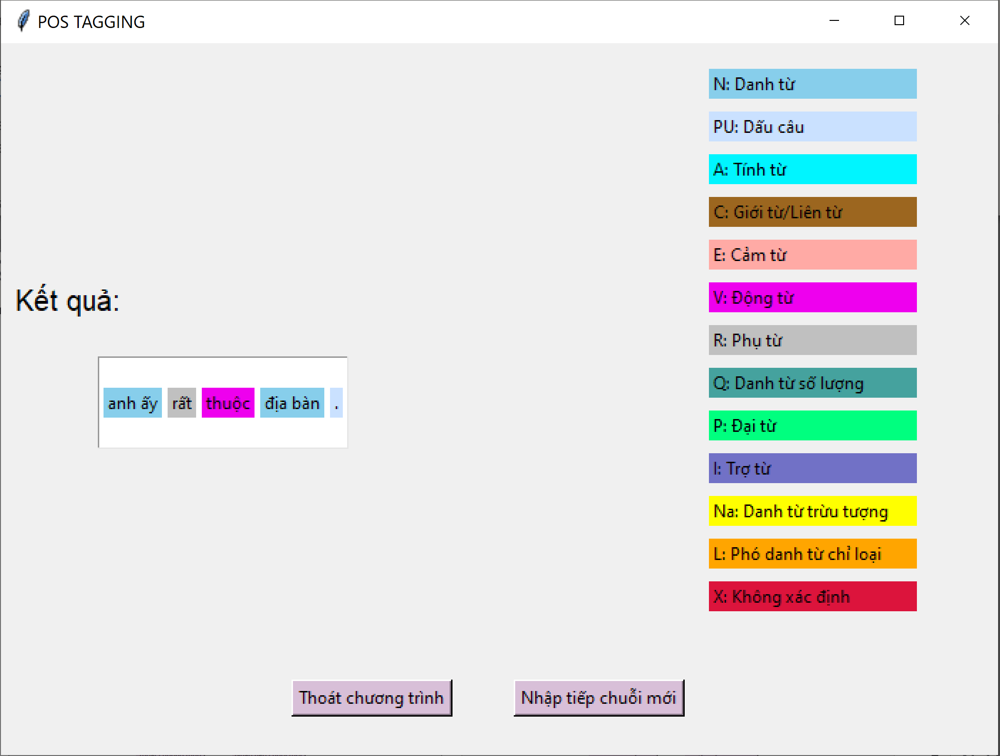 POS TAGGING
N: Danh từ
PU: Dấu câu
A: Tính từ
C: Giới từ/Liên từ
E: Cảm từ
Kết quả:
V: Động từ
R: Phụ từ
Q: Danh từ số lượng
anh ấy rất thuộc địa bàn .
P: Đại từ
I: Trợ từ
Na: Danh từ trừu tượng
L: Phó danh từ chỉ loại
X: Không xác định
Thoát chương trình
Nhập tiếp chuỗi mới